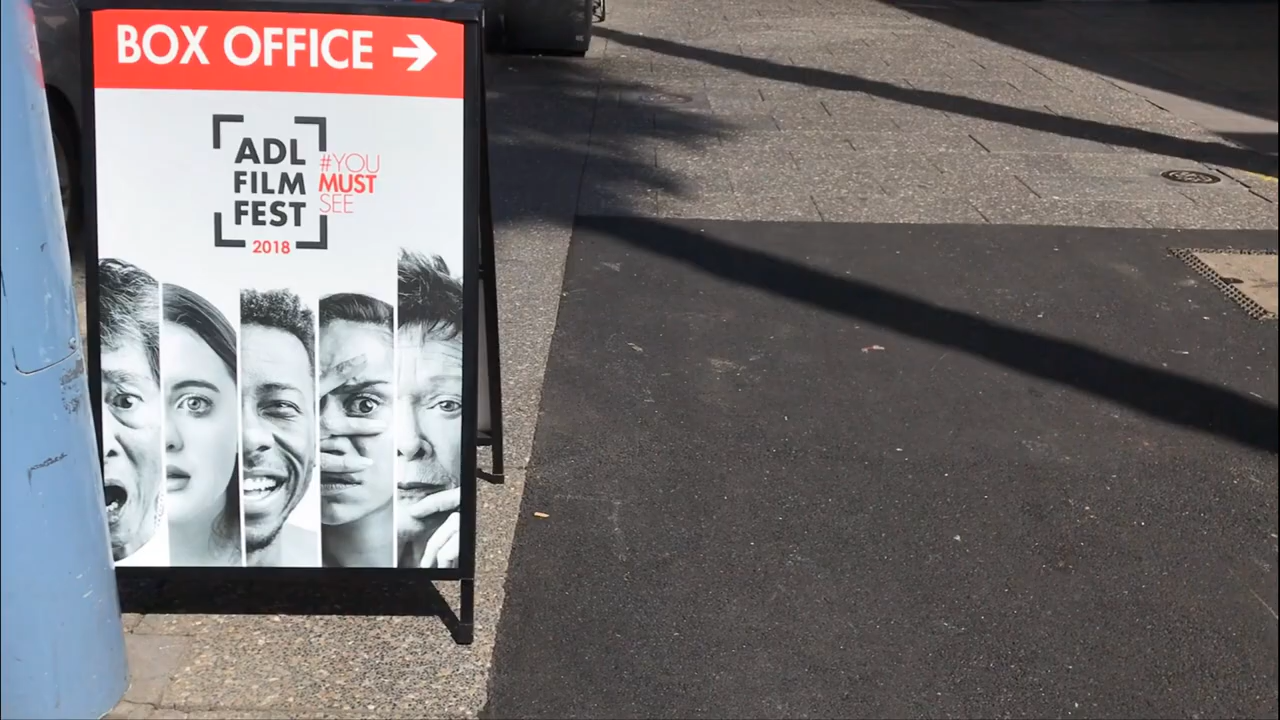 BOX OFFICE →
ADL
FILM
FEST
#YOU
MUST
SEE
2018